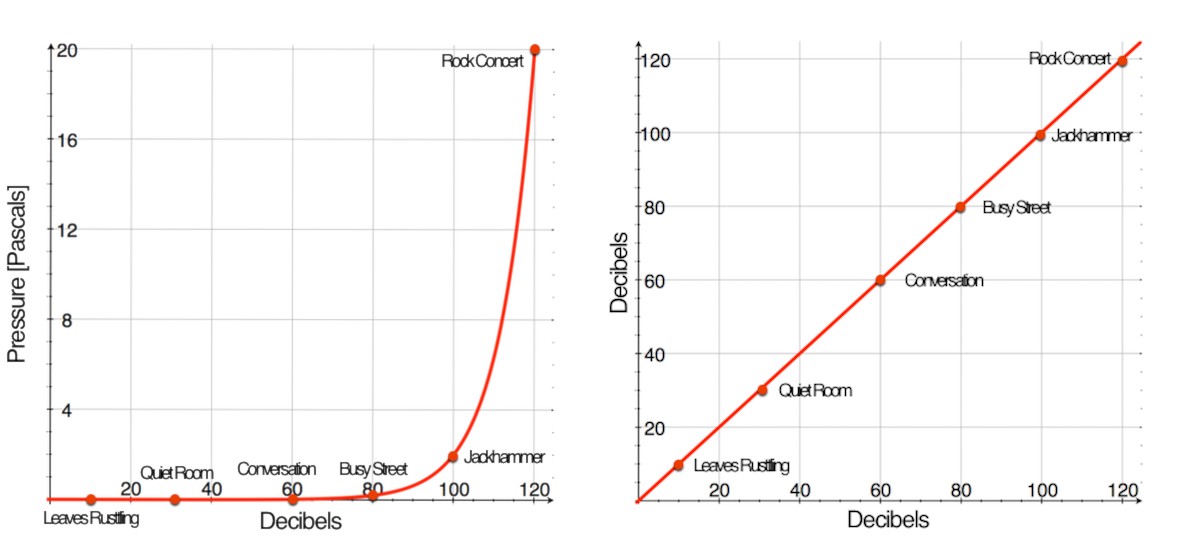 20
Rock Concert
16
12
8
4
Pressure [Pascals]
Quiet Room
Conversation
Busy Street
Jackhammer
20
40
60
80
100
120
Leaves Rustling
Decibels
120
Rock Concert
100
Jackhammer
80
Busy Street
Decibels
60
Conversation
40
Quiet Room
20
Leaves Rustling
20
40
60
80
100
120
Decibels